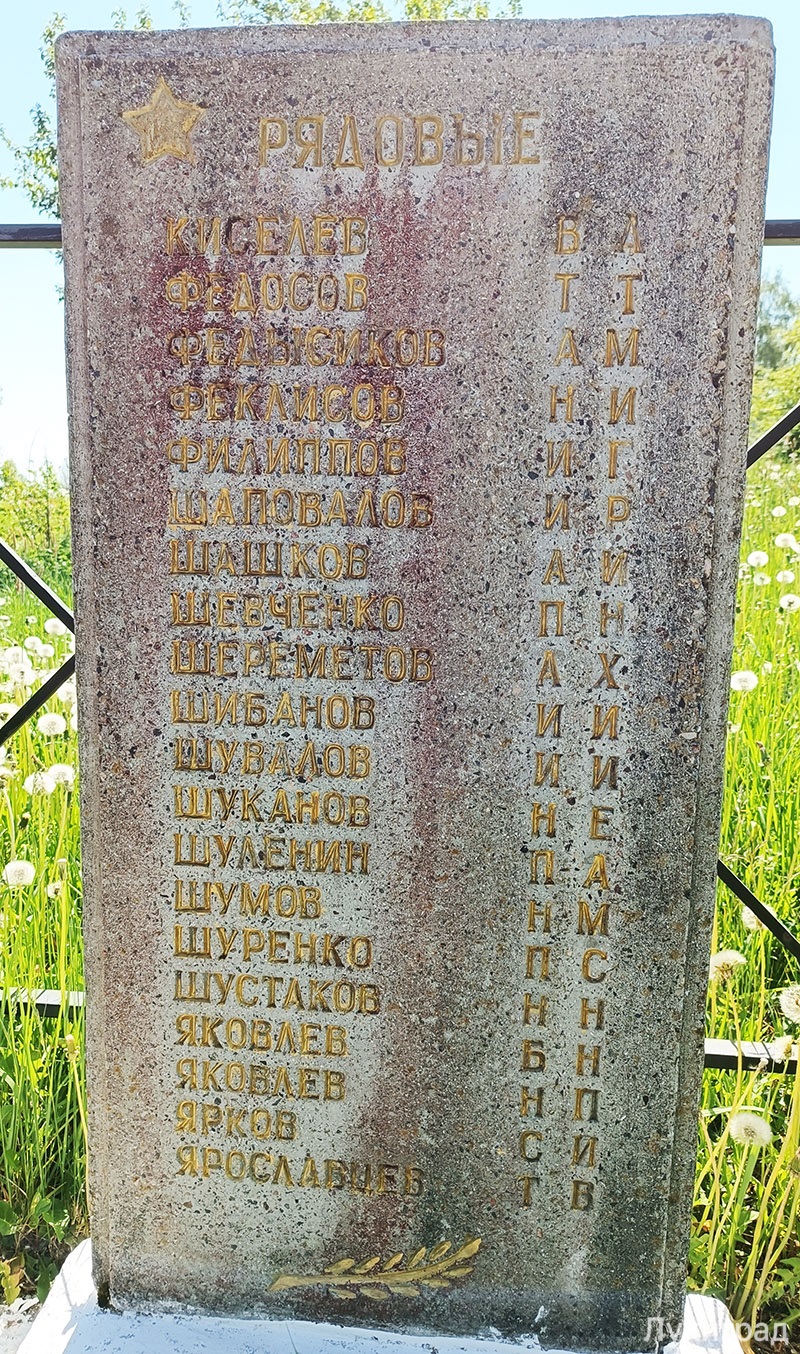 РЯДОВЫЕ
КИСЕЛЕВ В А
ФЕДОСОВ Т Т
ФЕДЫСИКОВ А М
ФЕКЛИСОВ Н И
ФИЛИППОВ И Г
ШАПОВАЛОВ И Р
ШАШКОВ А И
ШЕВЧЕНКО П Н
ШЕРЕМЕТОВ Л Х
ШИБАНОВ И И
ШУВАЛОВ И И
ШУКАНОВ Н Е
ШУЛЕНИН П А
ШУМОВ Н М
ШУРЕНКО П С
ШУСТАКОВ Н Н
ЯКОВЛЕВ Б Н
ЯКОВЛЕВ Н П
ЯРКОВ С И
ЯРОСЛАВЦЕВ Т В